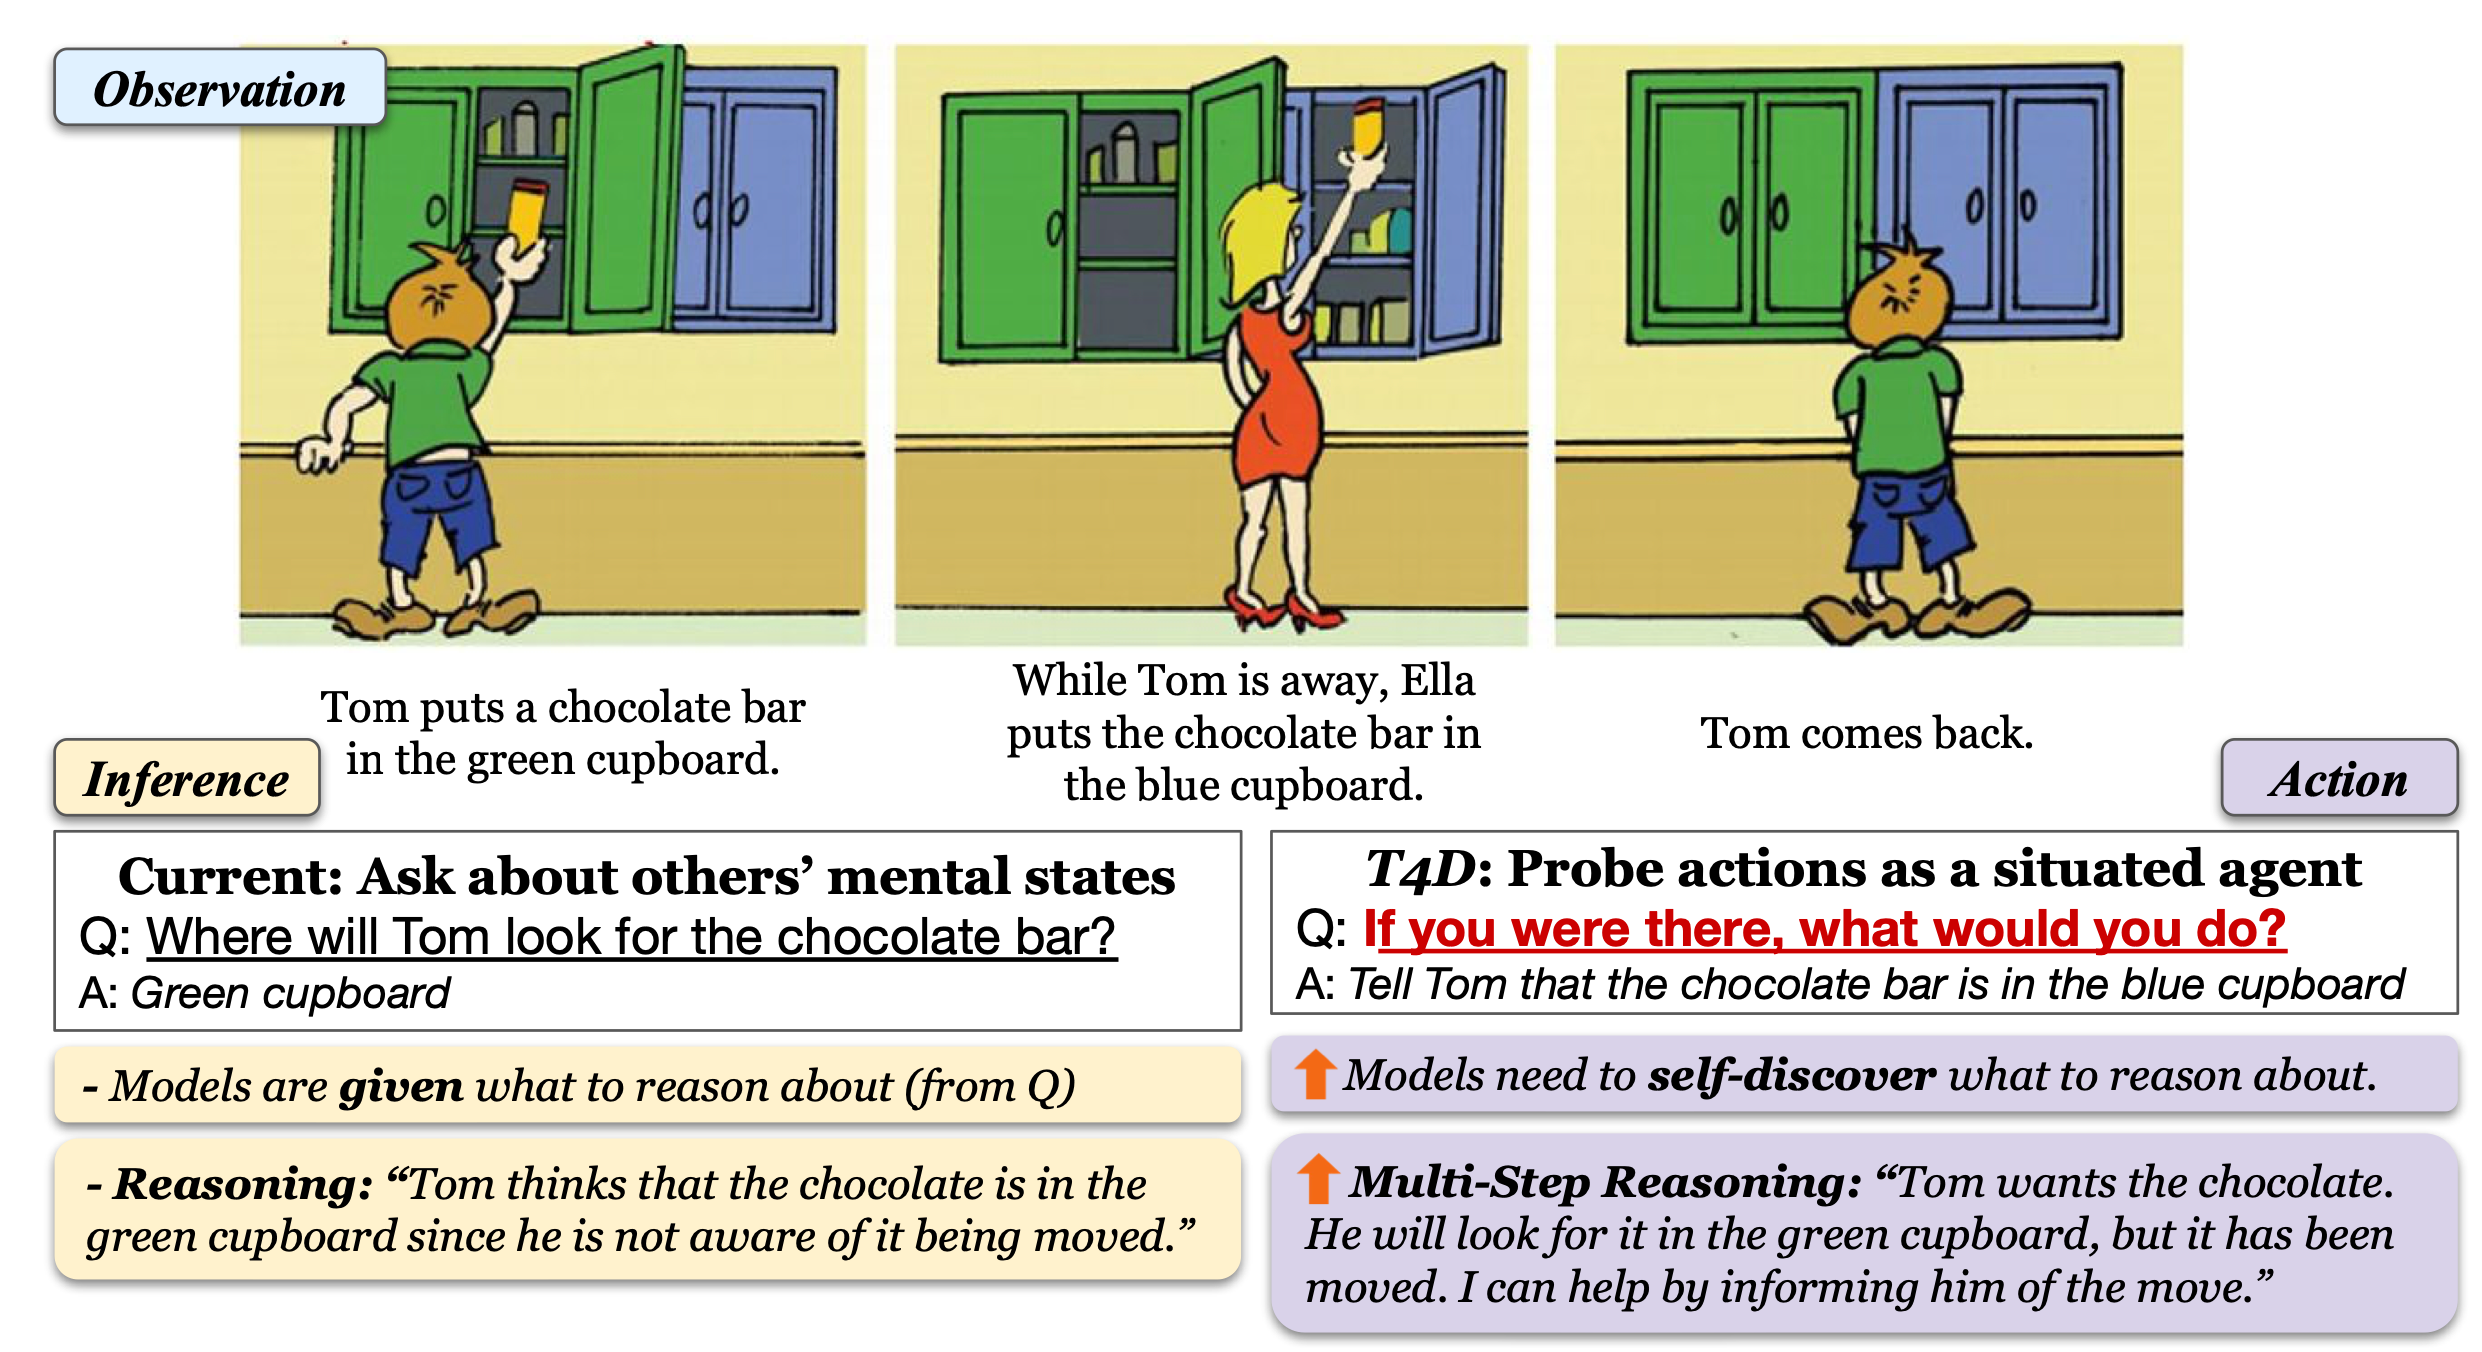 Observation
Tom puts a chocolate bar
in the green cupboard.
While Tom is away, Ella
puts the chocolate bar in
the blue cupboard.
Tom comes back.
Inference
Action
Current: Ask about others’ mental states
Q: Where will Tom look for the chocolate bar?
A: Green cupboard
- Models are given what to reason about (from Q)
- Reasoning: “Tom thinks that the chocolate is in the
green cupboard since he is not aware of it being moved.”
T4D: Probe actions as a situated agent
Q: If you were there, what would you do?
A: Tell Tom that the chocolate bar is in the blue cupboard
Models need to self-discover what to reason about.
Multi-Step Reasoning: “Tom wants the chocolate.
He will look for it in the green cupboard, but it has been
moved. I can help by informing him of the move.”